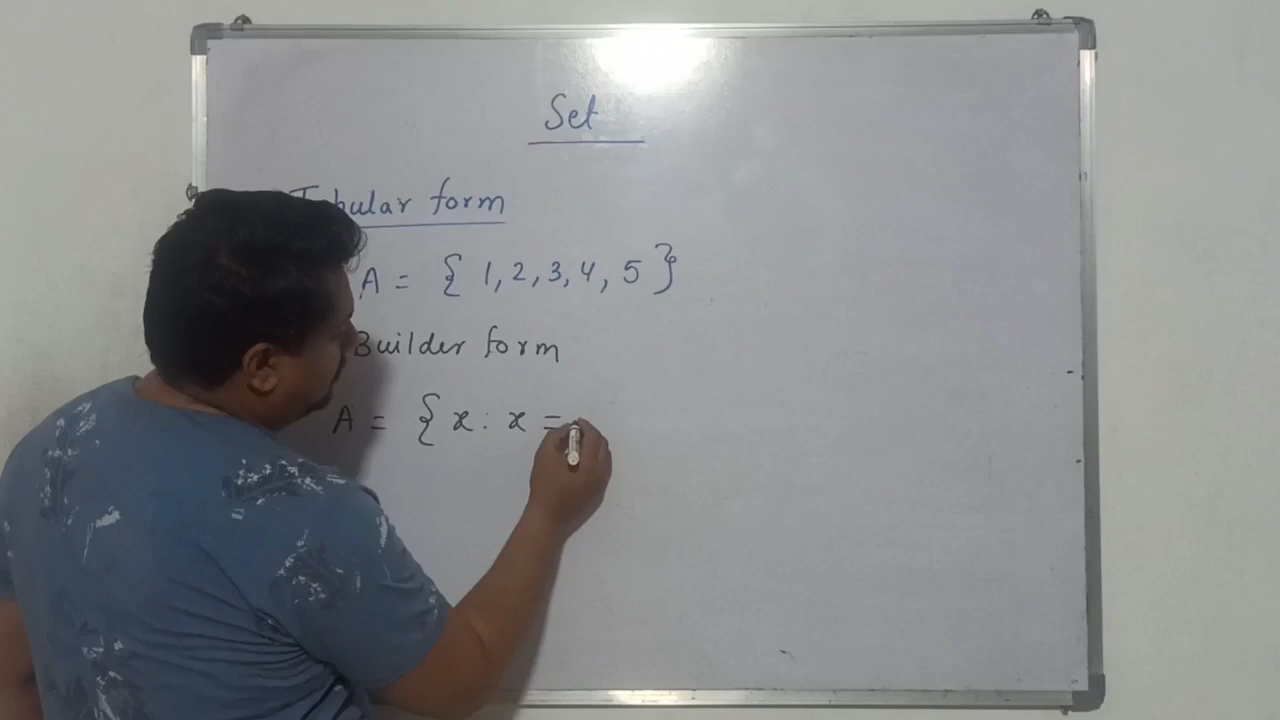 Set
Tabular form
A = { 1, 2, 3, 4, 5 }
Builder form
A = { x : x =